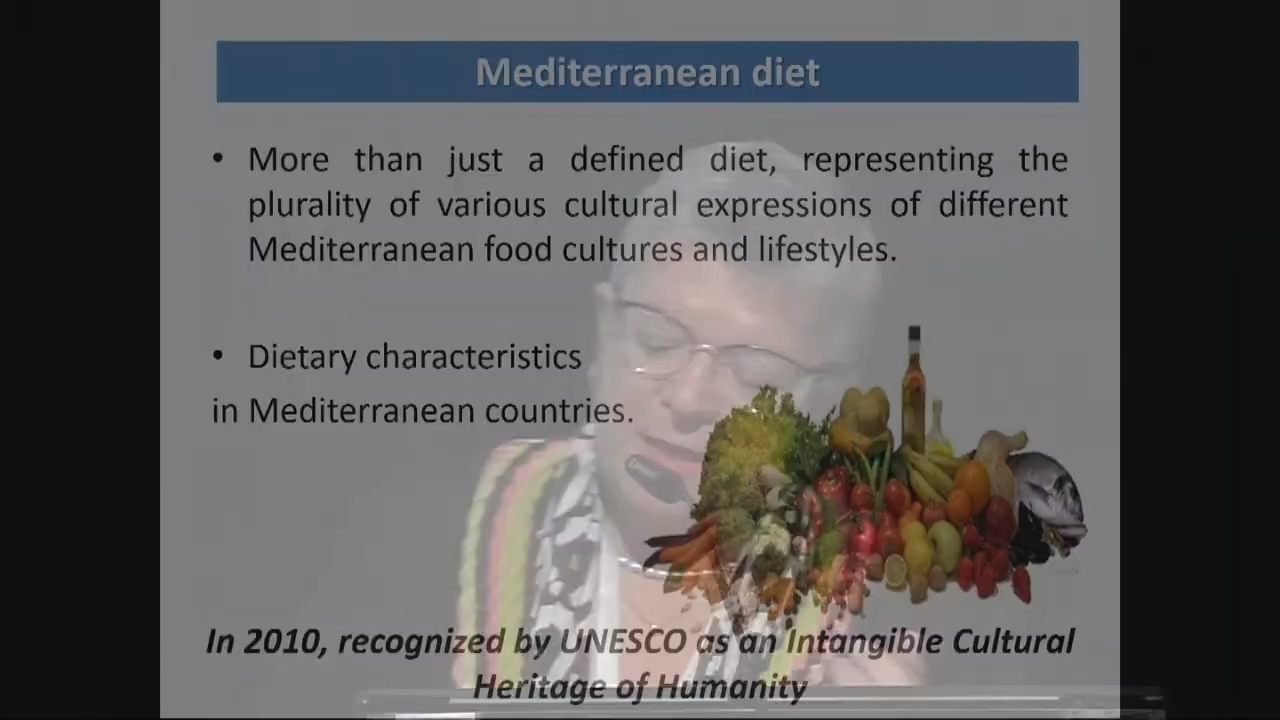 Mediterranean diet
• More than just a defined diet, representing the
plurality of various cultural expressions of different
Mediterranean food cultures and lifestyles.
• Dietary characteristics
in Mediterranean countries.
In 2010, recognized by UNESCO as an Intangible Cultural
Heritage of Humanity